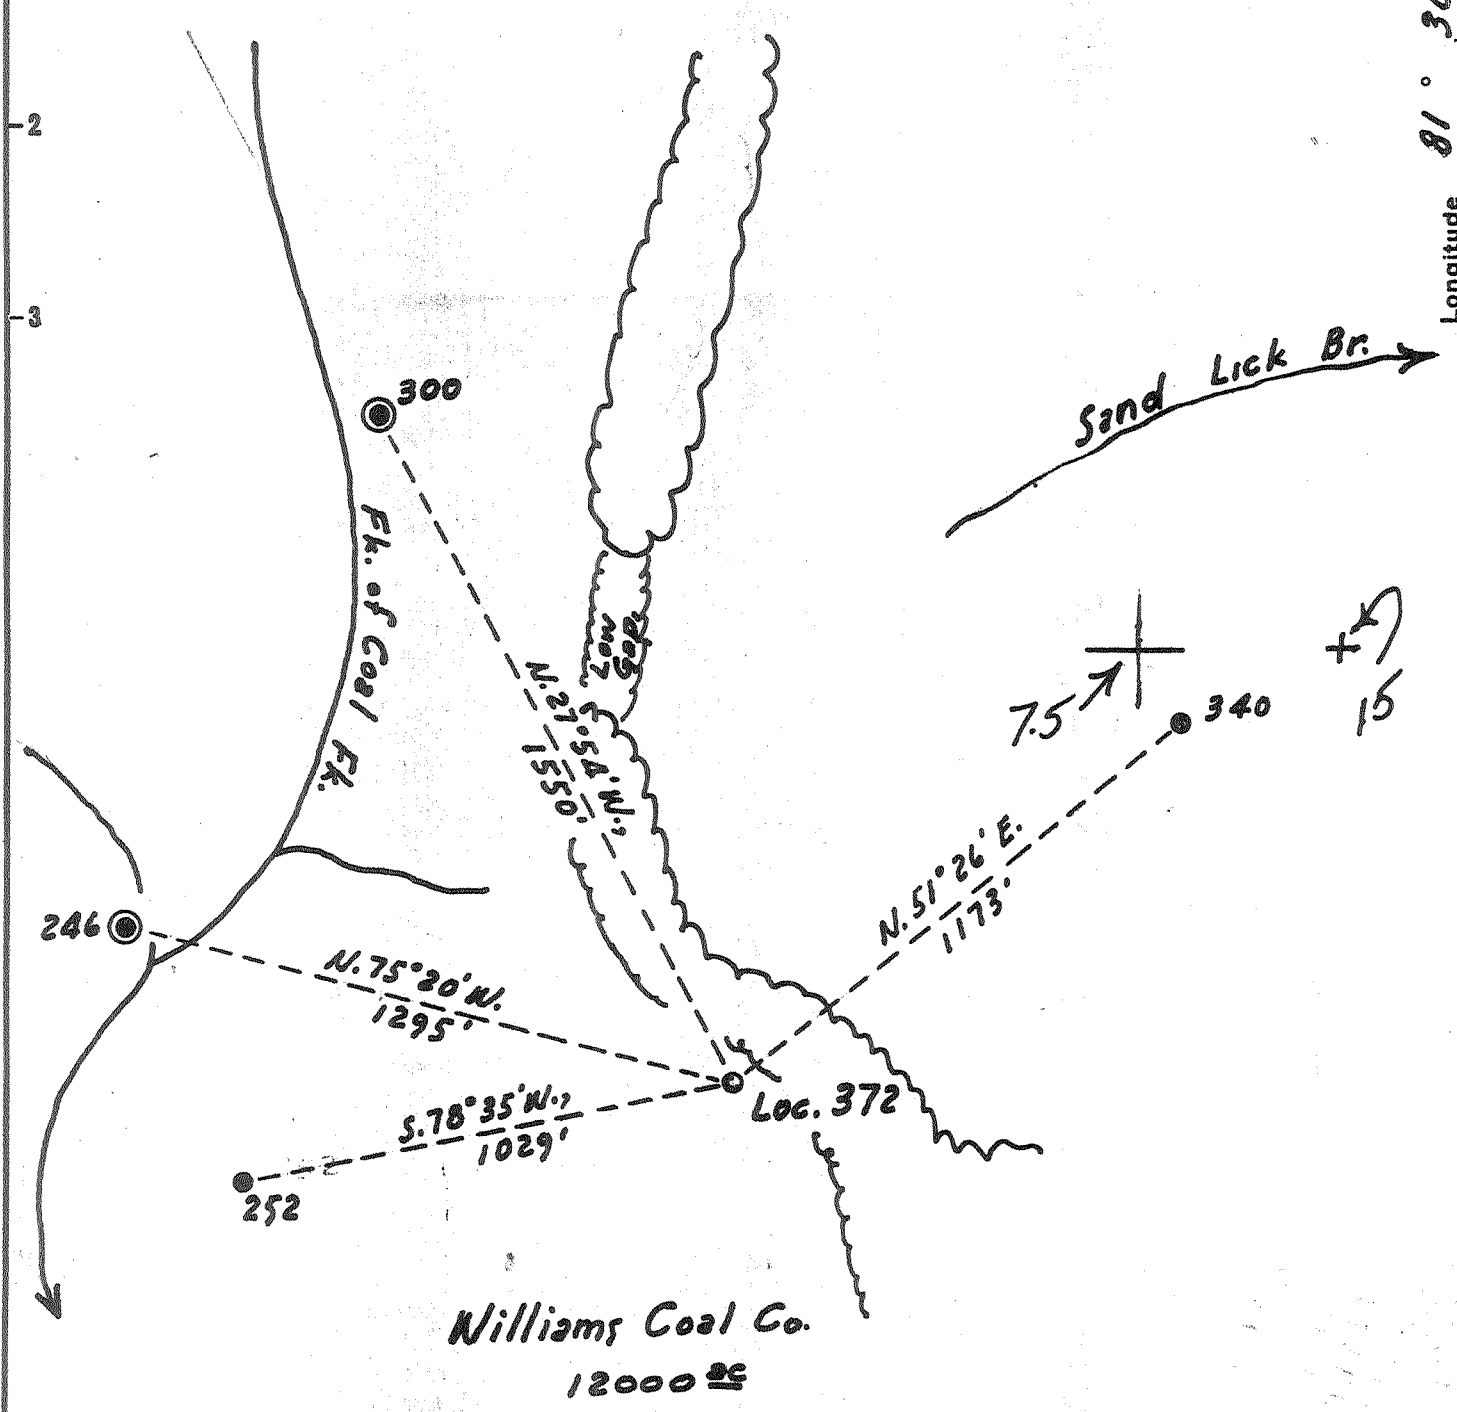 2
3
Longitude 81°
300
Sand Lick Br.
Fk. of Coal Fk.
Low
Gap
N. 27° 54' W.,
1550'
7.5
15
340
N. 51° 26' E.
1173'
246
N. 75° 20' W.
1295'
S. 78° 35' W.,
1029'
Loc. 372
252
Williams Coal Co.
12000 ac